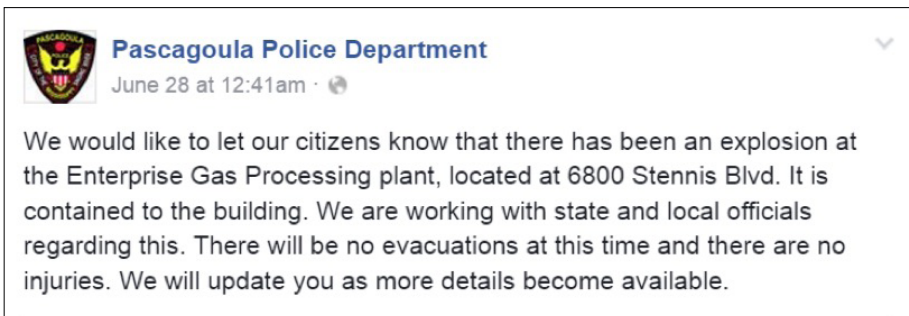 PASCAGOULA
POLICE
Pascagoula Police Department
June 28 at 12:41am ·
We would like to let our citizens know that there has been an explosion at
the Enterprise Gas Processing plant, located at 6800 Stennis Blvd. It is
contained to the building. We are working with state and local officials
regarding this. There will be no evacuations at this time and there are no
injuries. We will update you as more details become available.